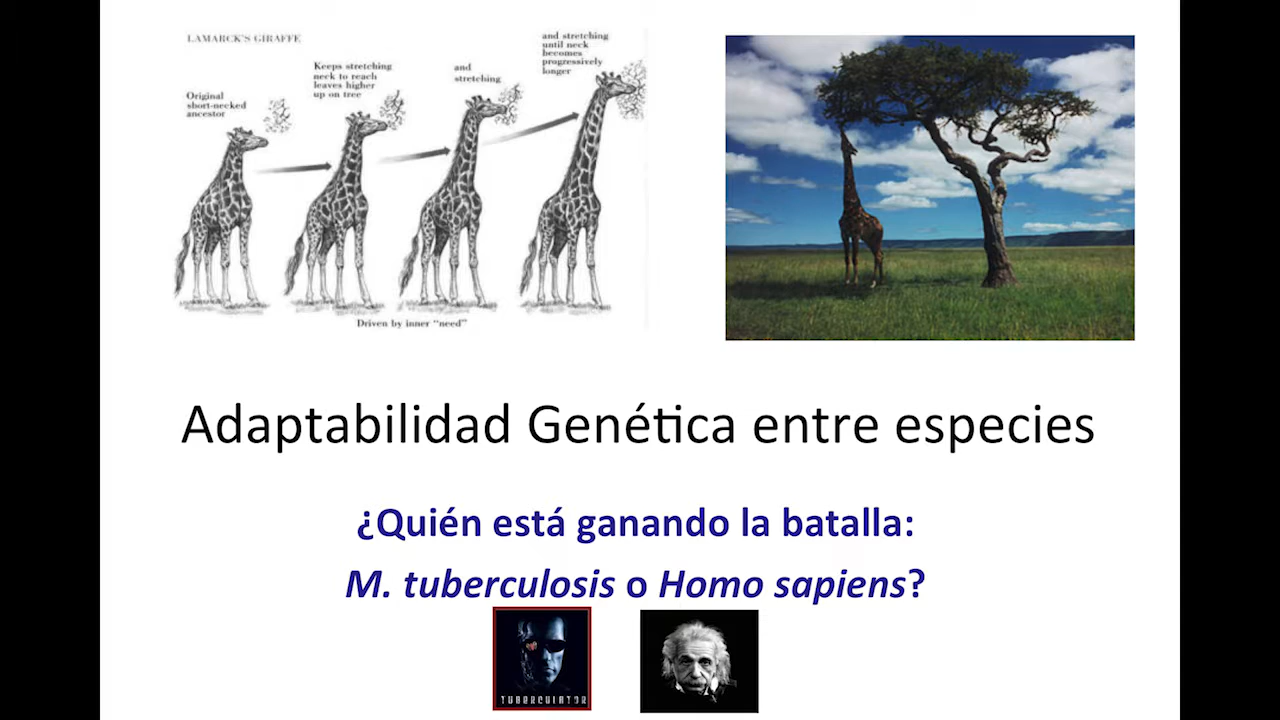 LAMARCK'S GIRAFFE
Original
short-necked
ancestor
Keeps stretching
neck to reach
leaves higher
up on tree
and
stretching
and stretching
until neck
becomes
progressively
longer
Driven by inner "need"
Adaptabilidad Genética entre especies
¿Quién está ganando la batalla:
M. tuberculosis o Homo sapiens?
TUBERCULATOR